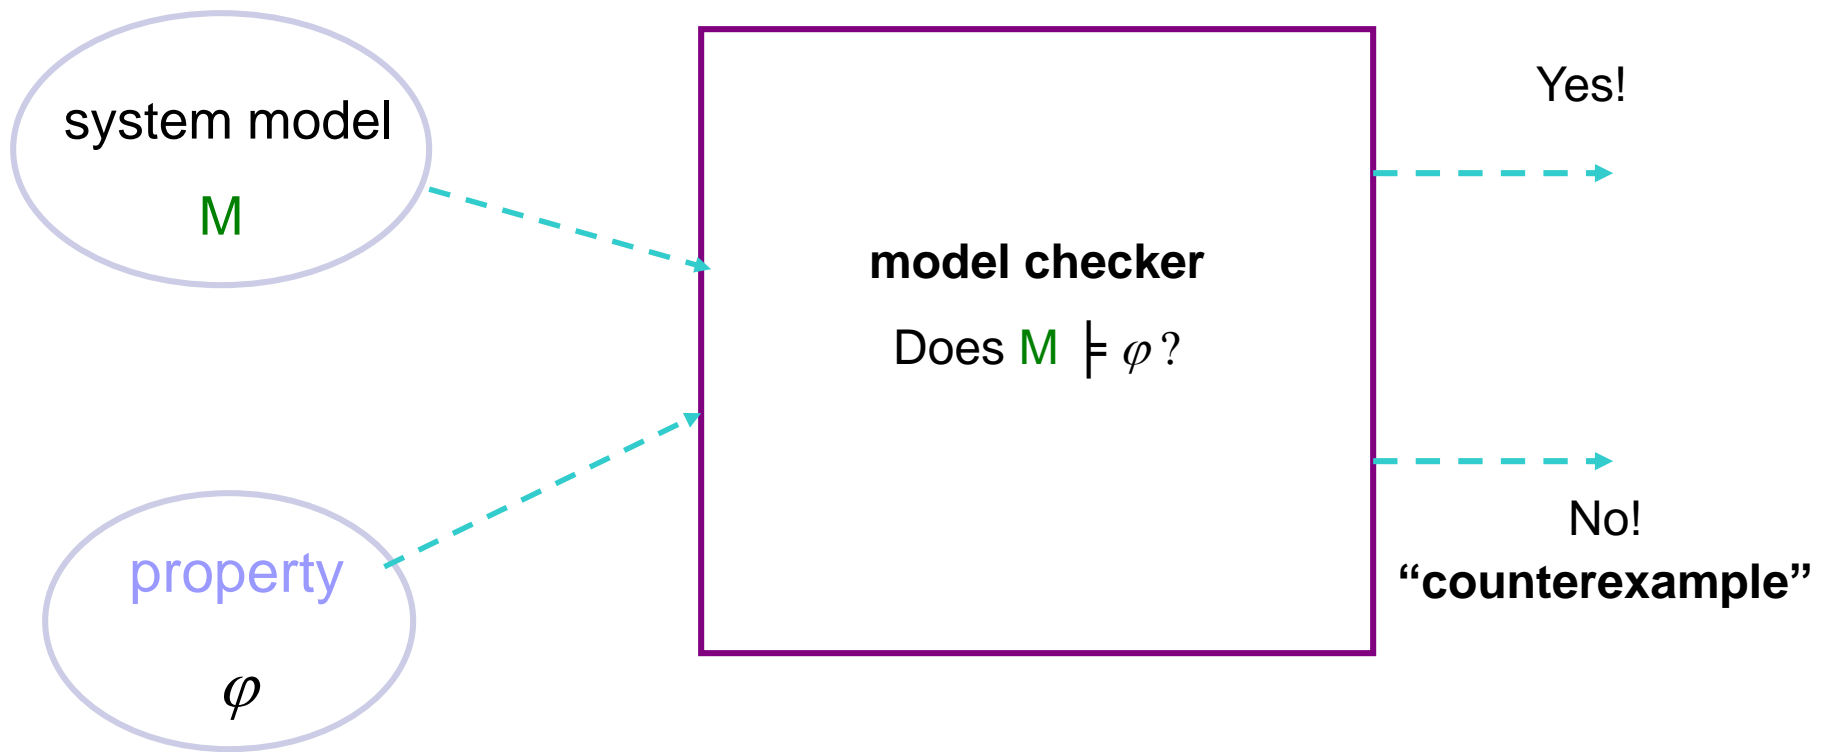 system model
M
property
φ
model checker
Does M ⊨ φ ?
Yes!
No!
“counterexample”